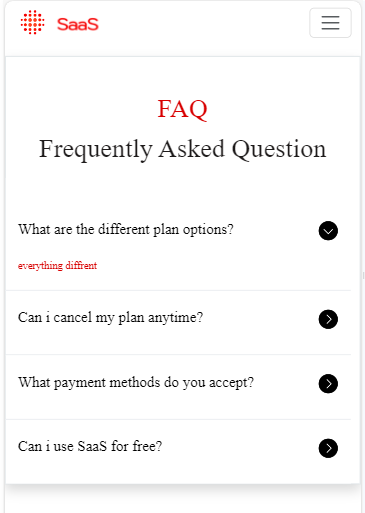 SaaS
FAQ
Frequently Asked Question
What are the different plan options?
everything diffrent
Can i cancel my plan anytime?
What payment methods do you accept?
Can i use SaaS for free?